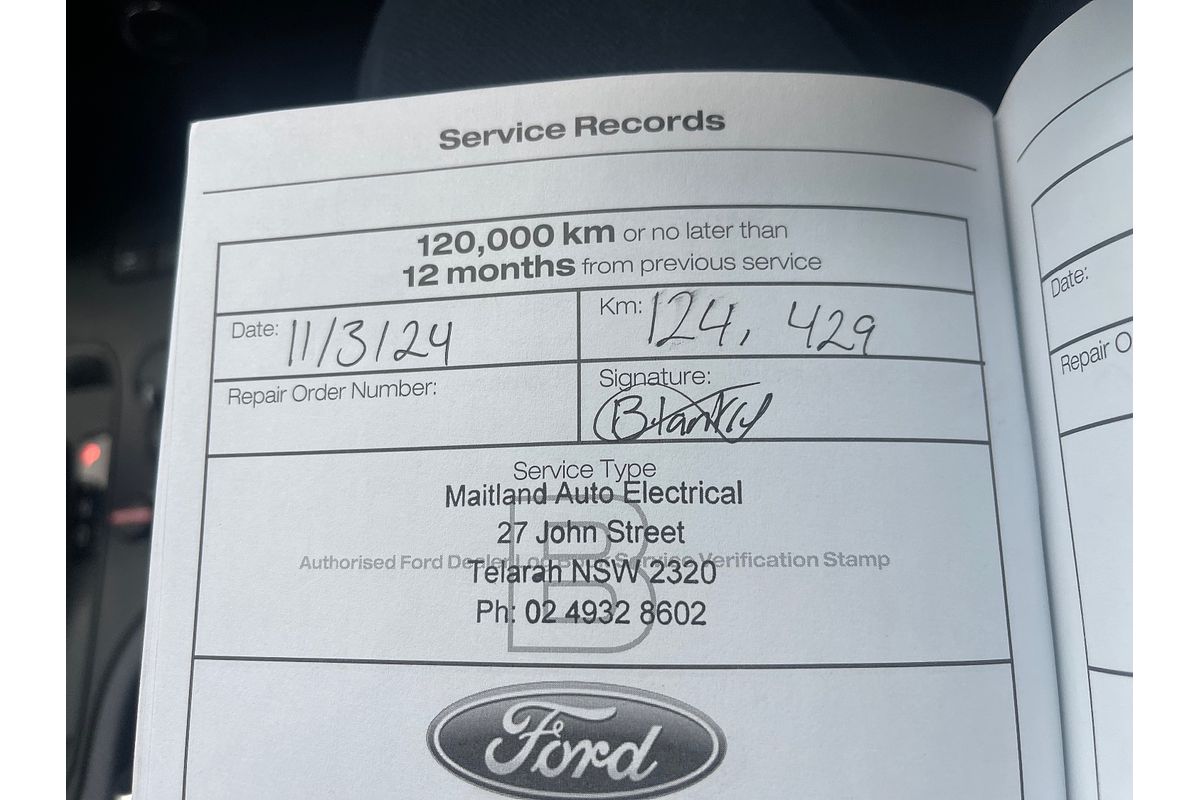 Service Records
120,000 km or no later than
12 months from previous service
Date: 11/3/24
Km: 124,429
Repair Order Number:
Signature:
Service Type
Maitland Auto Electrical
27 John Street
B
Authorised Ford Dealer Log Book Service Verification Stamp
Telarah NSW 2320
Ph: 02 4932 8602
Ford
Date:
Repair O